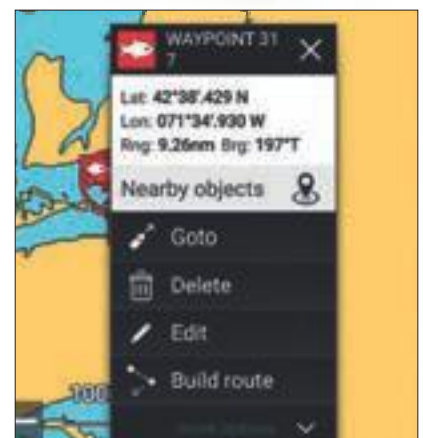 WAYPOINT 31
7
Lat: 42°38'.429 N
Lon: 071°34'.930 W
Rng: 9.26nm Brg: 197°T
Nearby objects
Goto
Delete
Edit
Build route
100